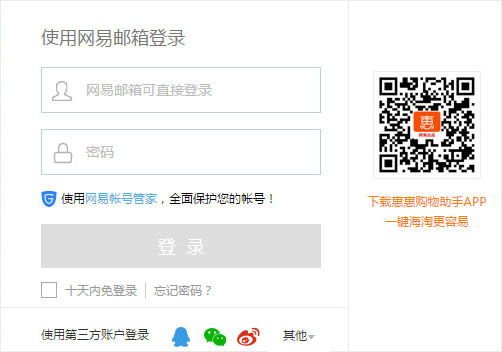 使用网易邮箱登录
网易邮箱可直接登录
密码
使用网易帐号管家，全面保护您的帐号！
登 录
十天内免登录 忘记密码？
使用第三方账户登录 其他
惠
下载惠惠购物助手APP
一键海淘更容易